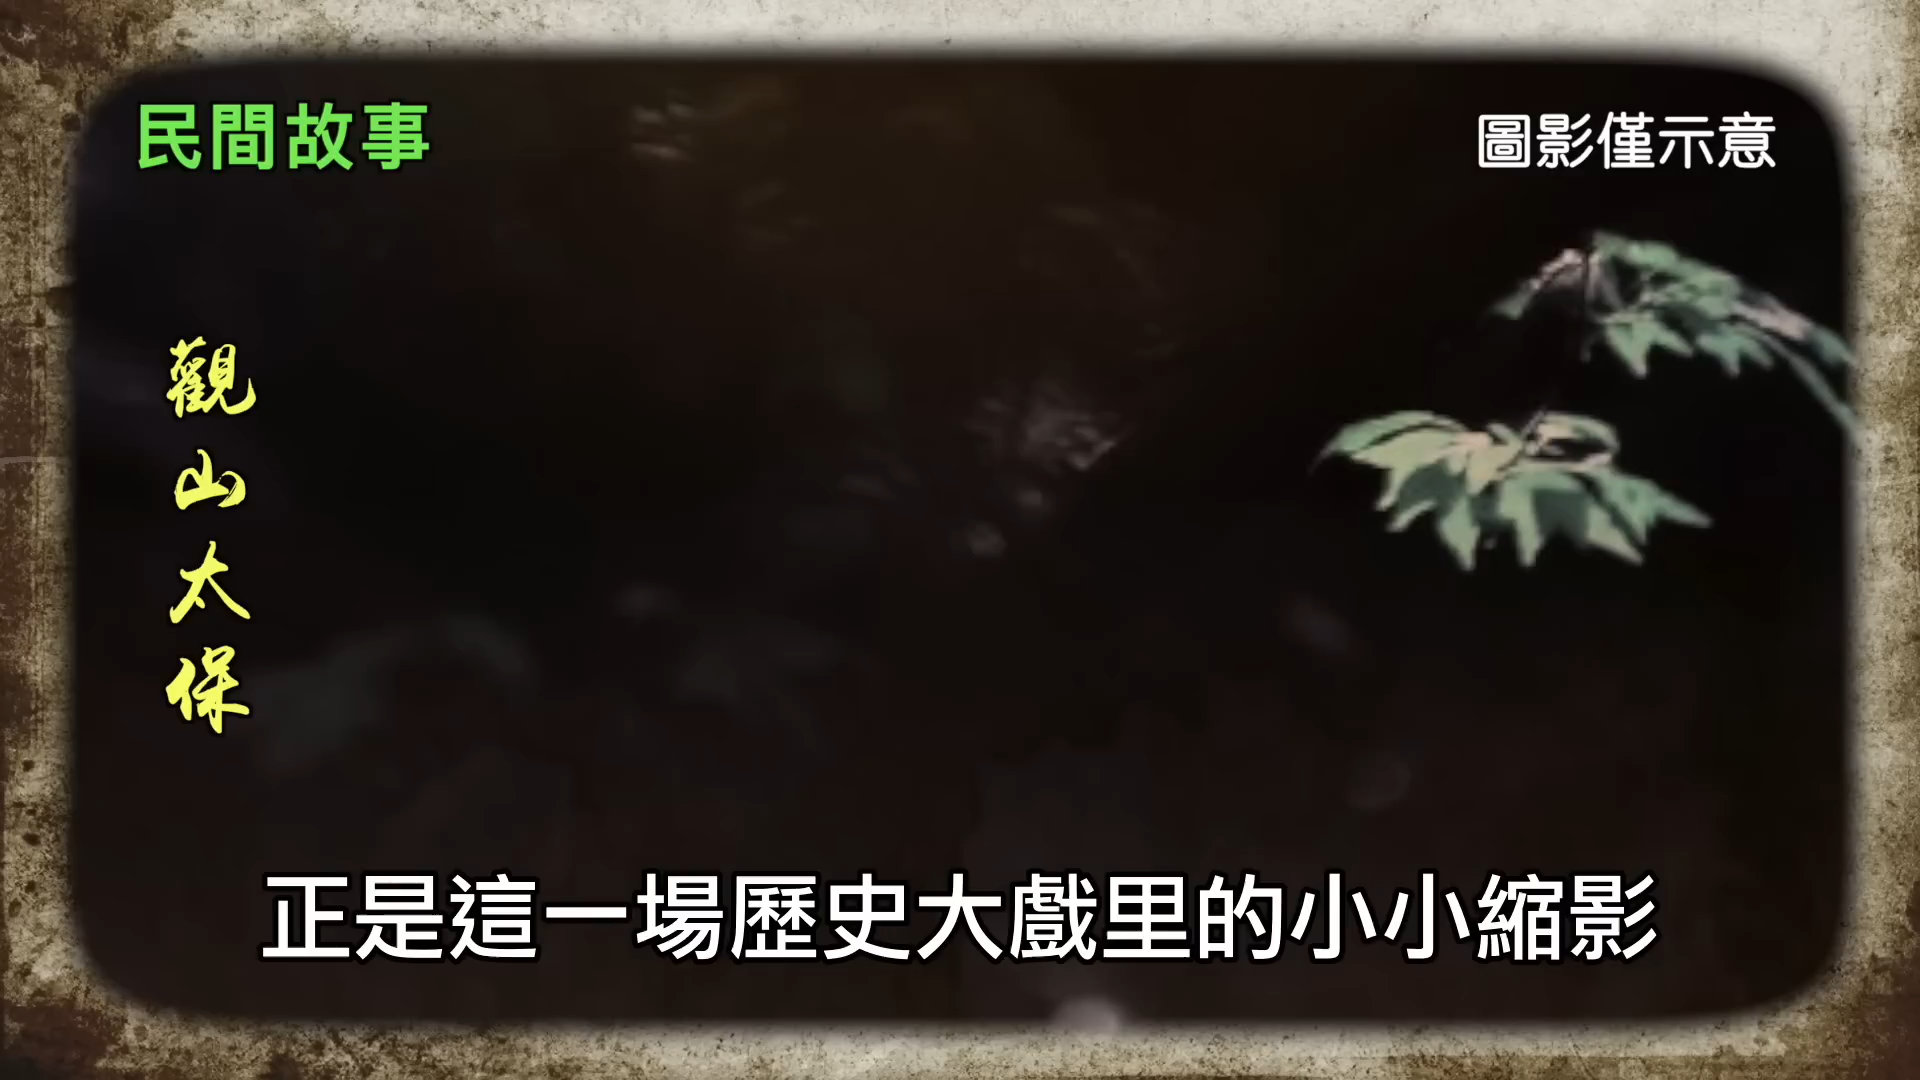 民間故事
圖影僅示意
觀山太保
正是這一場歷史大戲里的小小縮影